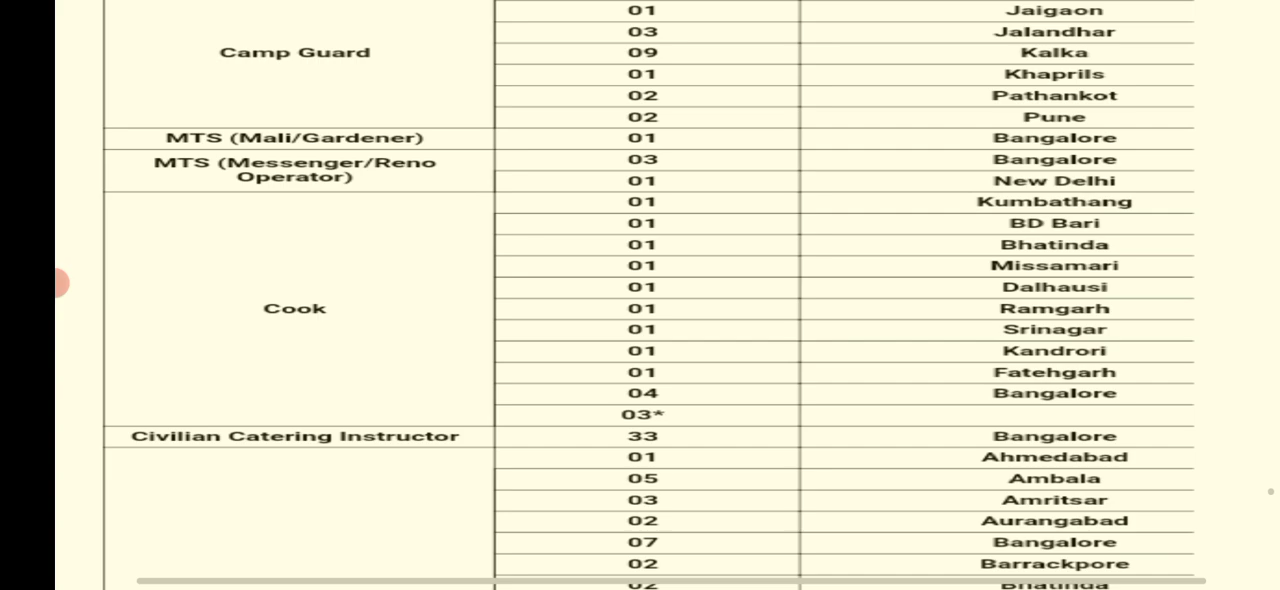 01 Jaigaon
03 Jalandhar
Camp Guard 09 Kalka
01 Khaprils
02 Pathankot
02 Pune
MTS (Mali/Gardener) 01 Bangalore
MTS (Messenger/Reno
Operator)
03 Bangalore
01 New Delhi
01 Kumbathang
01 BD Bari
01 Bhatinda
01 Missamari
01 Dalhausi
Cook 01 Ramgarh
01 Srinagar
01 Kandrori
01 Fatehgarh
04 Bangalore
03*
Civilian Catering Instructor 33 Bangalore
01 Ahmedabad
05 Ambala
03 Amritsar
02 Aurangabad
07 Bangalore
02 Barrackpore